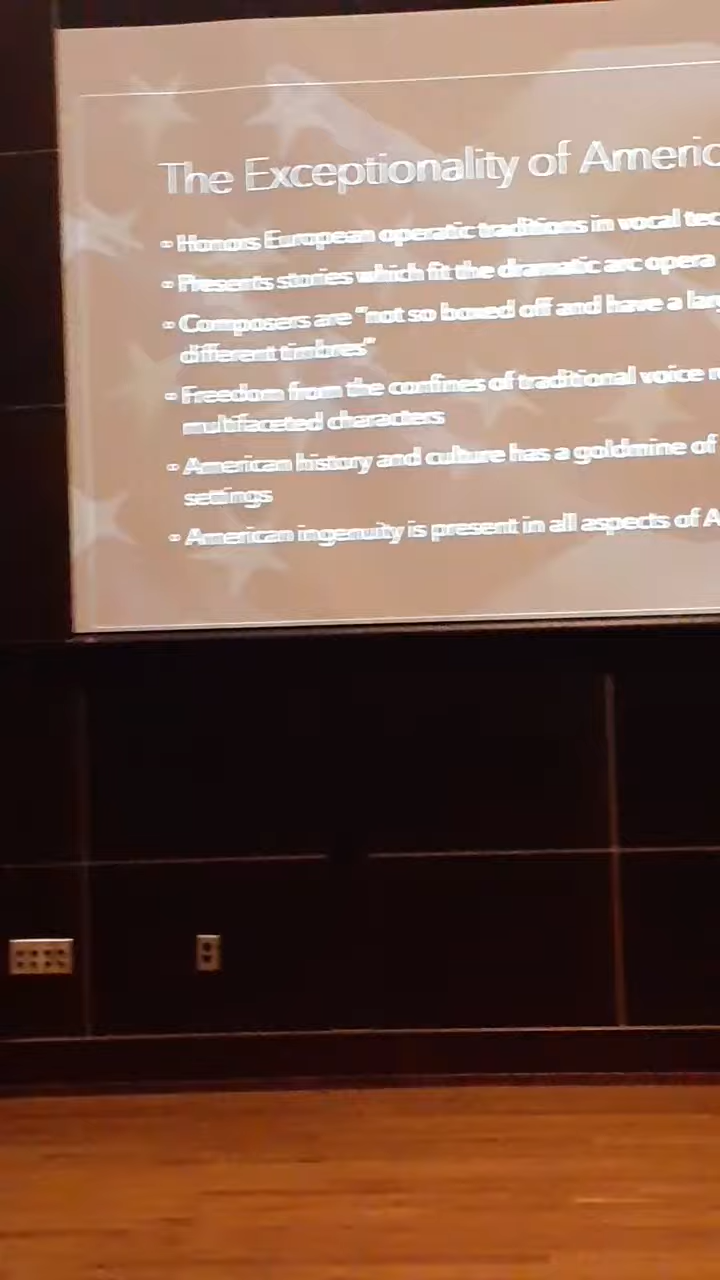 The Exceptionality of Americ
- Honors European operatic traditions in vocal tec
- Presents stories which fit the dramatic arc opera
- Composers are "not so boxed off and have a larg
different timbres"
- Freedom from the confines of traditional voice
multifaceted characters
- American history and culture has a goldmine of
settings
- American ingenuity is present in all aspects of A